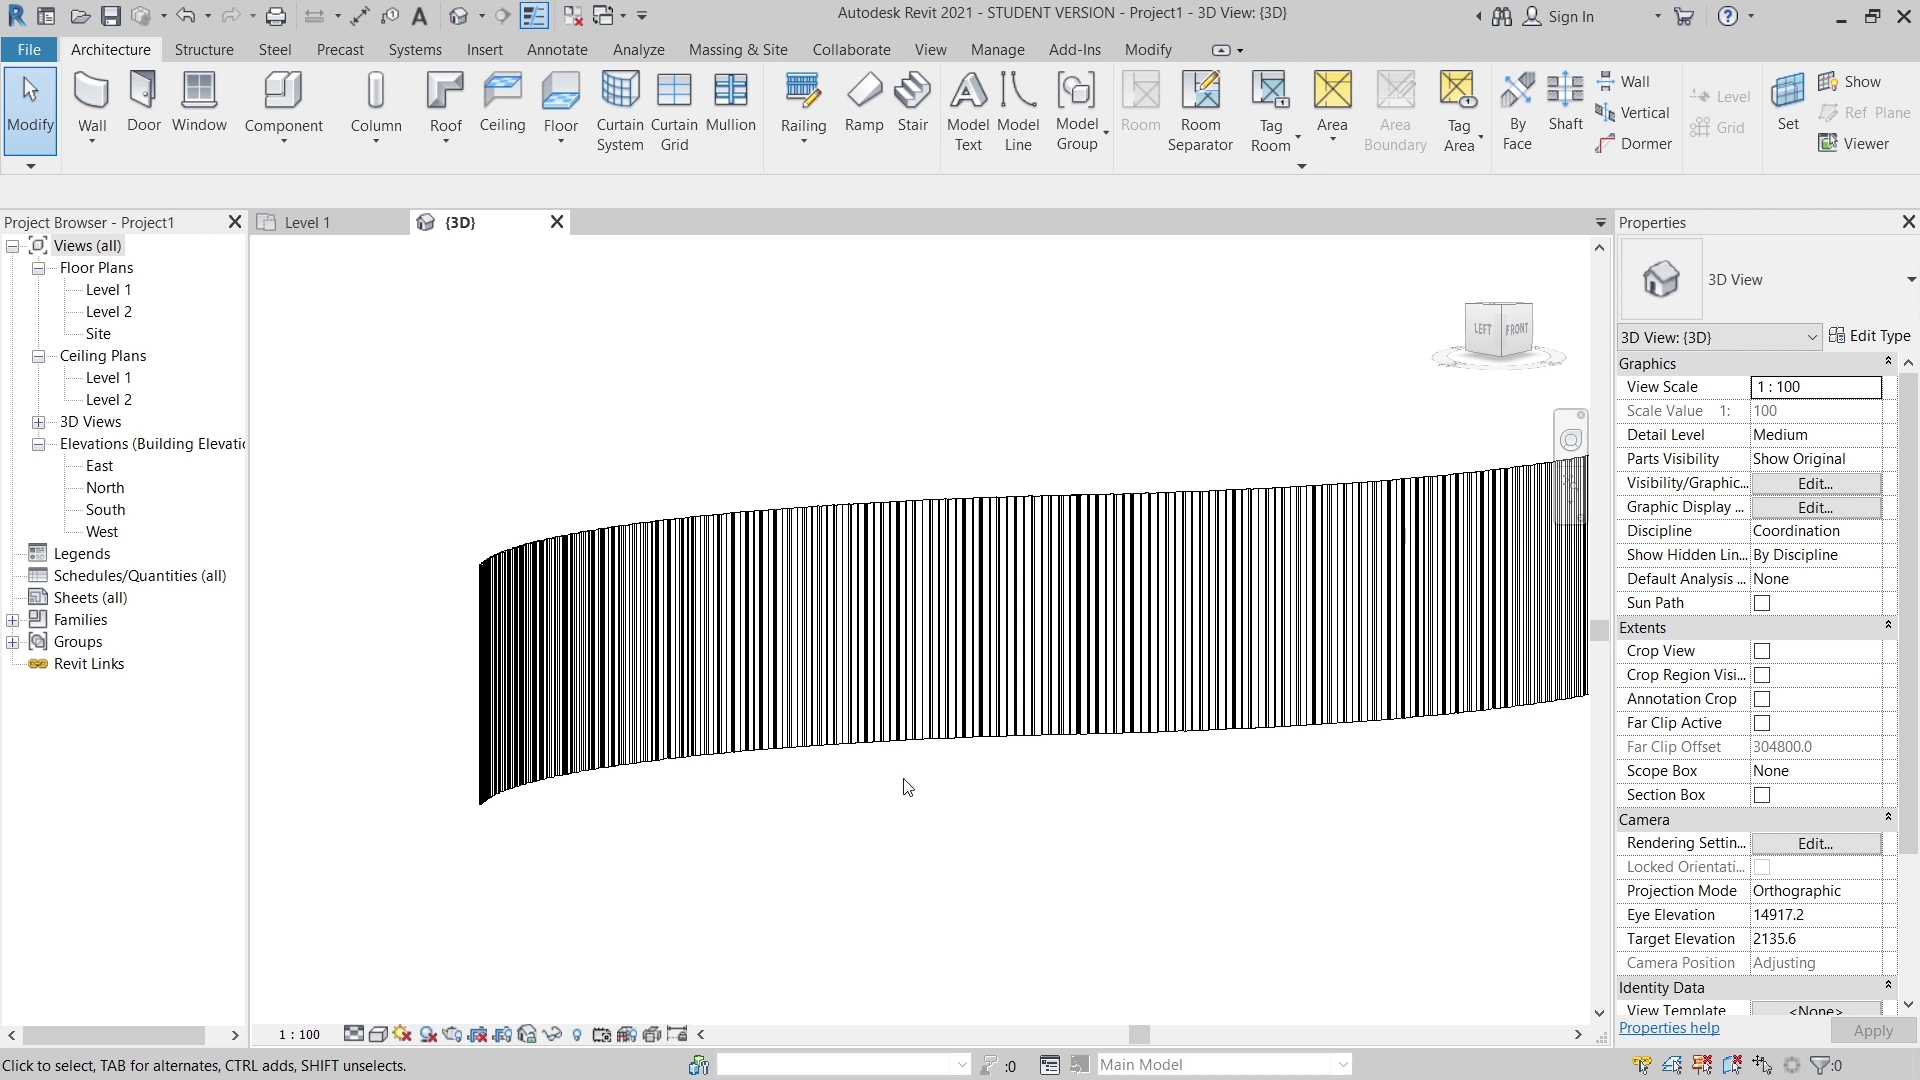 Autodesk Revit 2021 - STUDENT VERSION - Project1 - 3D View: {3D}
Sign In
File Architecture Structure Steel Precast Systems Insert Annotate Analyze Massing & Site Collaborate View Manage Add-Ins Modify
Modify
Wall
Door
Window
Component
Column
Roof
Ceiling
Floor
Curtain System
Curtain Grid
Mullion
Railing
Ramp
Stair
Model Text
Model Line
Model Group
Room
Room Separator
Tag Room
Area
Area Boundary
Tag Area
By Face
Shaft
Wall
Vertical
Dormer
Level
Grid
Set
Show
Ref Plane
Viewer
Project Browser - Project1
Views (all)
Floor Plans
Level 1
Level 2
Site
Ceiling Plans
Level 1
Level 2
3D Views
Elevations (Building Elevatic
East
North
South
West
Legends
Schedules/Quantities (all)
Sheets (all)
Families
Groups
Revit Links
Level 1
{3D}
LEFT
FRONT
Properties
3D View
3D View: {3D}
Edit Type
Graphics
View Scale 1 : 100
Scale Value 1: 100
Detail Level Medium
Parts Visibility Show Original
Visibility/Graphic... Edit...
Graphic Display ... Edit...
Discipline Coordination
Show Hidden Lin... By Discipline
Default Analysis ... None
Sun Path
Extents
Crop View
Crop Region Visi...
Annotation Crop
Far Clip Active
Far Clip Offset 304800.0
Scope Box None
Section Box
Camera
Rendering Settin... Edit...
Locked Orientati...
Projection Mode Orthographic
Eye Elevation 14917.2
Target Elevation 2135.6
Camera Position Adjusting
Identity Data
View Template <None>
Properties help
Apply
1 : 100
Click to select, TAB for alternates, CTRL adds, SHIFT unselects.
:0
Main Model
:0